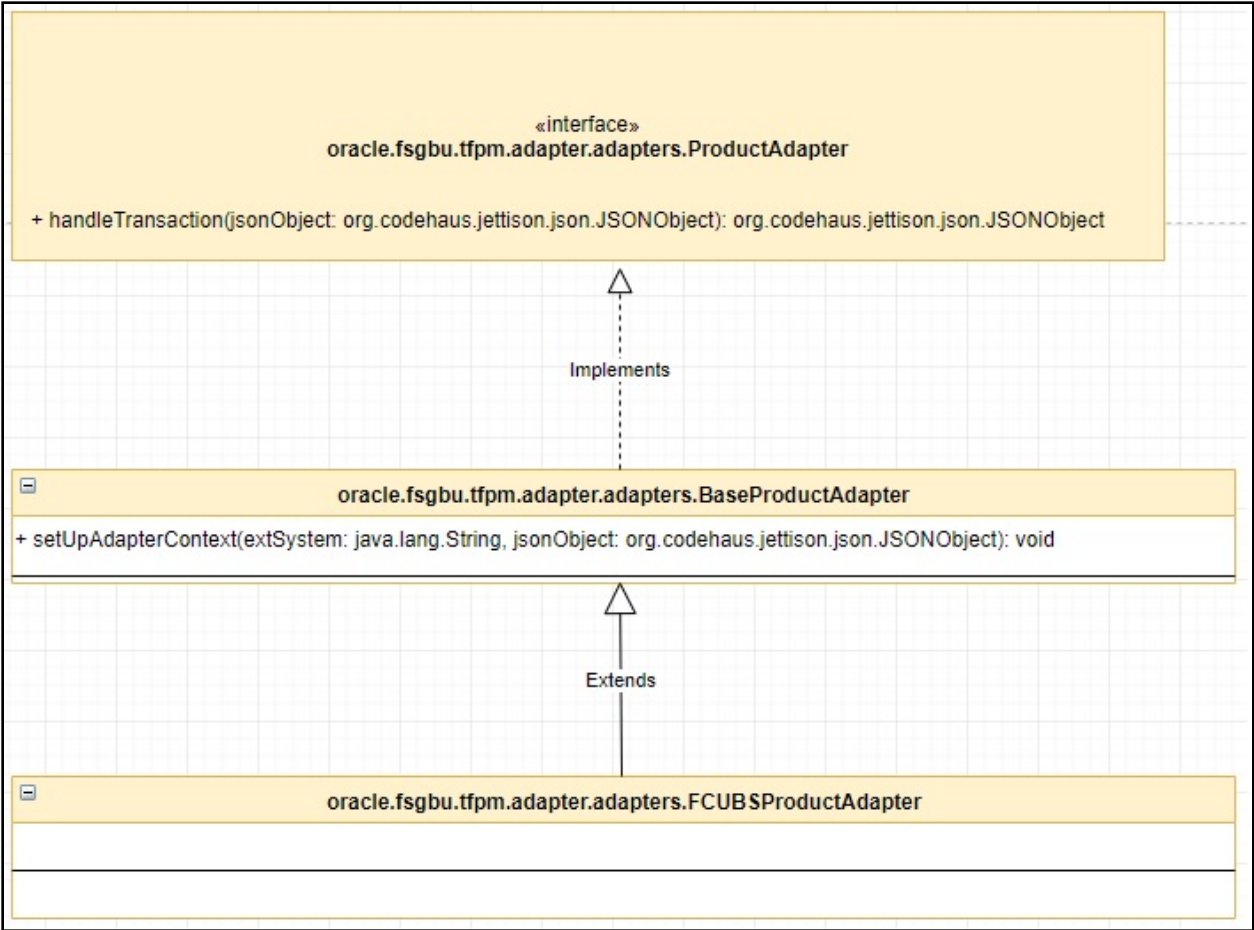 «interface»
oracle.fsgbu.tfpm.adapter.adapters.ProductAdapter
+ handleTransaction(jsonObject: org.codehaus.jettison.json.JSONObject): org.codehaus.jettison.json.JSONObject
Implements
oracle.fsgbu.tfpm.adapter.adapters.BaseProductAdapter
+ setUpAdapterContext(extSystem: java.lang.String, jsonObject: org.codehaus.jettison.json.JSONObject): void
Extends
oracle.fsgbu.tfpm.adapter.adapters.FCUBSProductAdapter